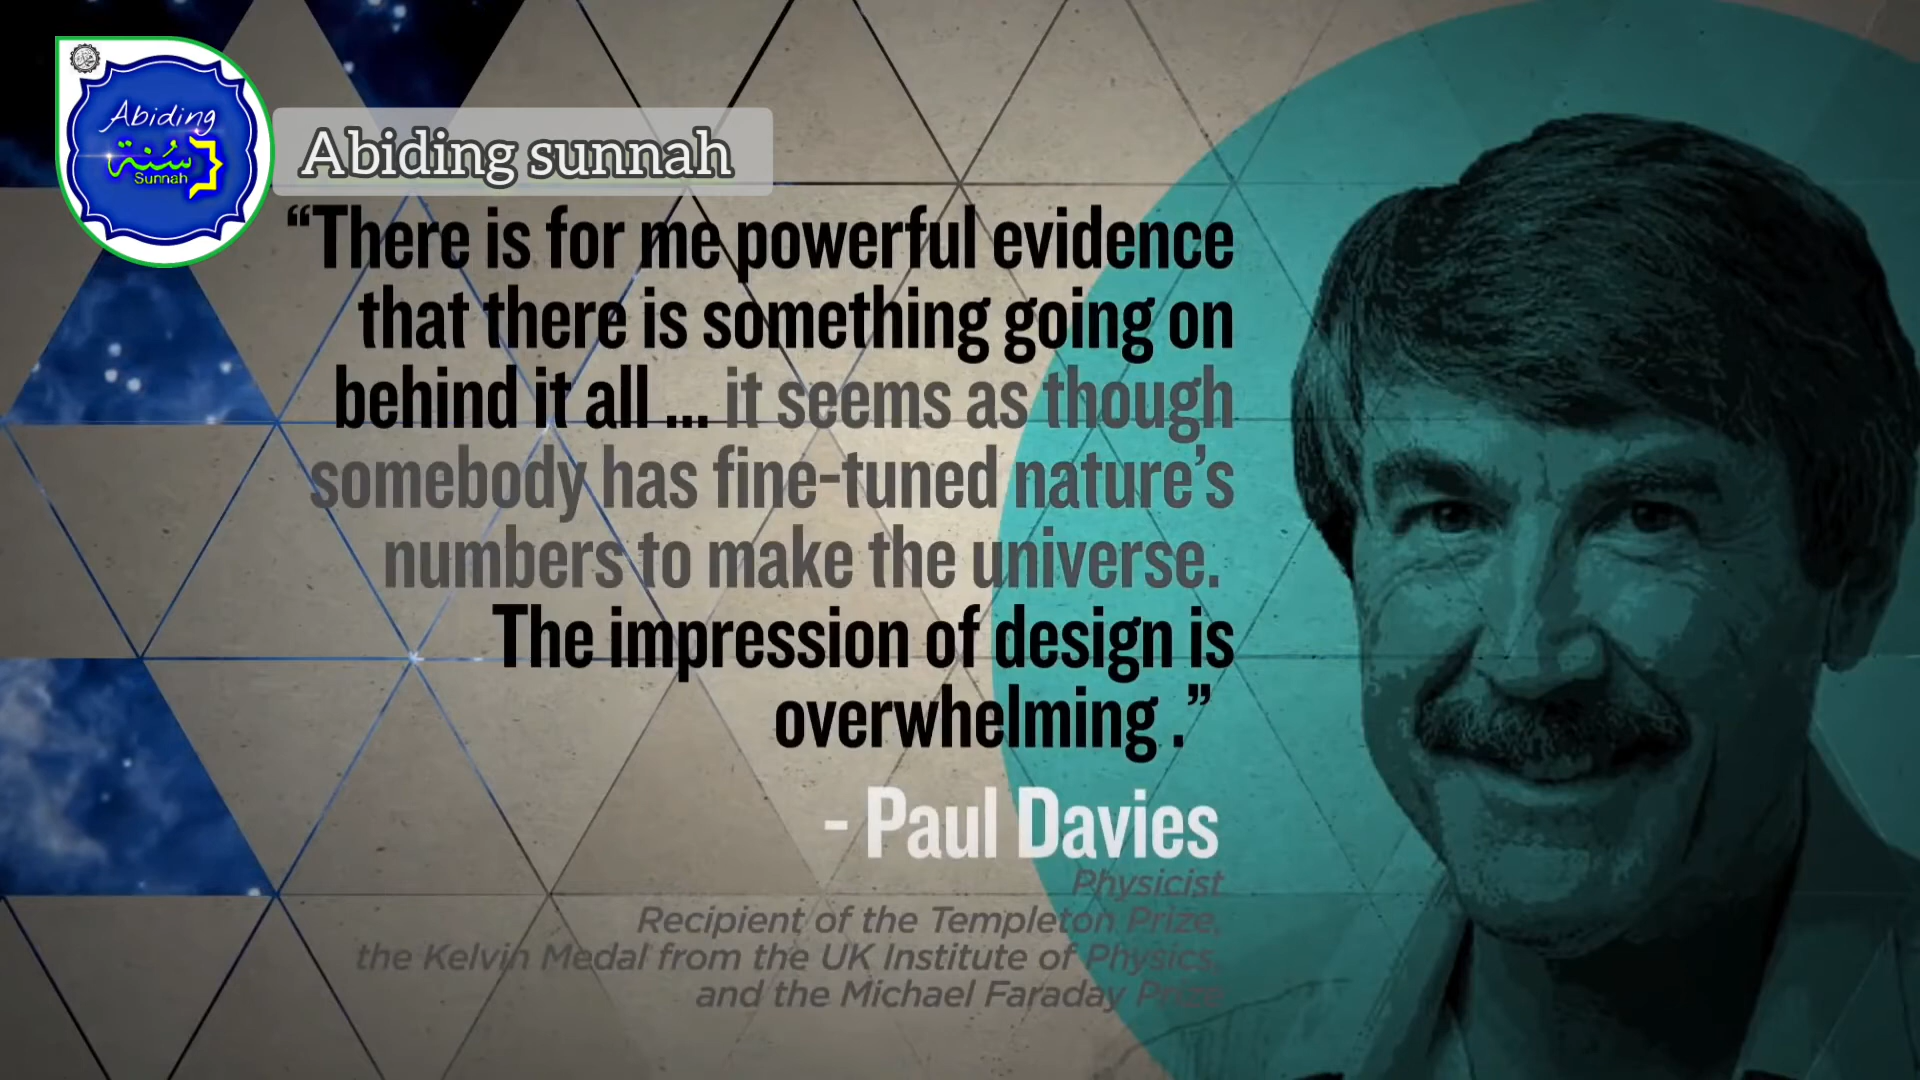 Abiding
سُنة
Sunnah
Abiding sunnah
“There is for me powerful evidence
that there is something going on
behind it all ... it seems as though
somebody has fine-tuned nature’s
numbers to make the universe.
The impression of design is
overwhelming .”
- Paul Davies
Physicist
Recipient of the Templeton Prize,
the Kelvin Medal from the UK Institute of Physics,
and the Michael Faraday Prize